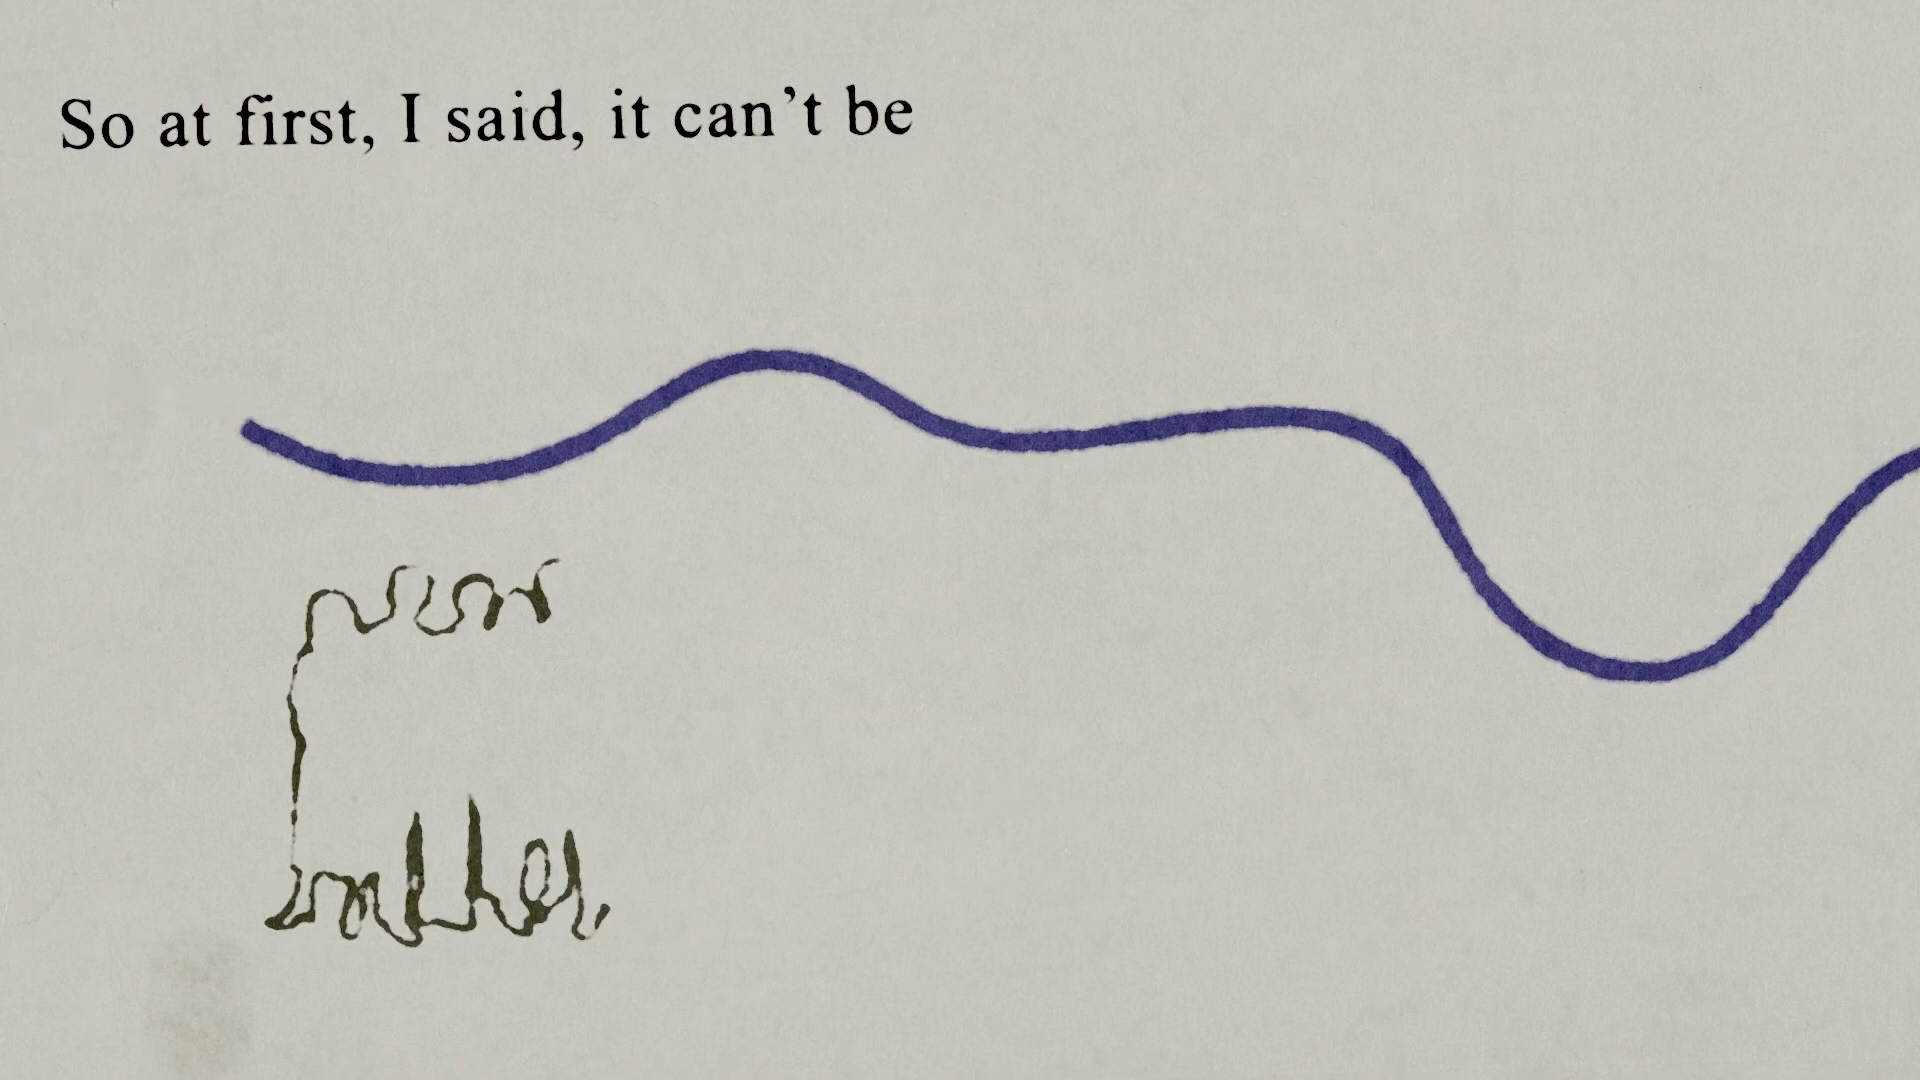 So at first, I said, it can’t be